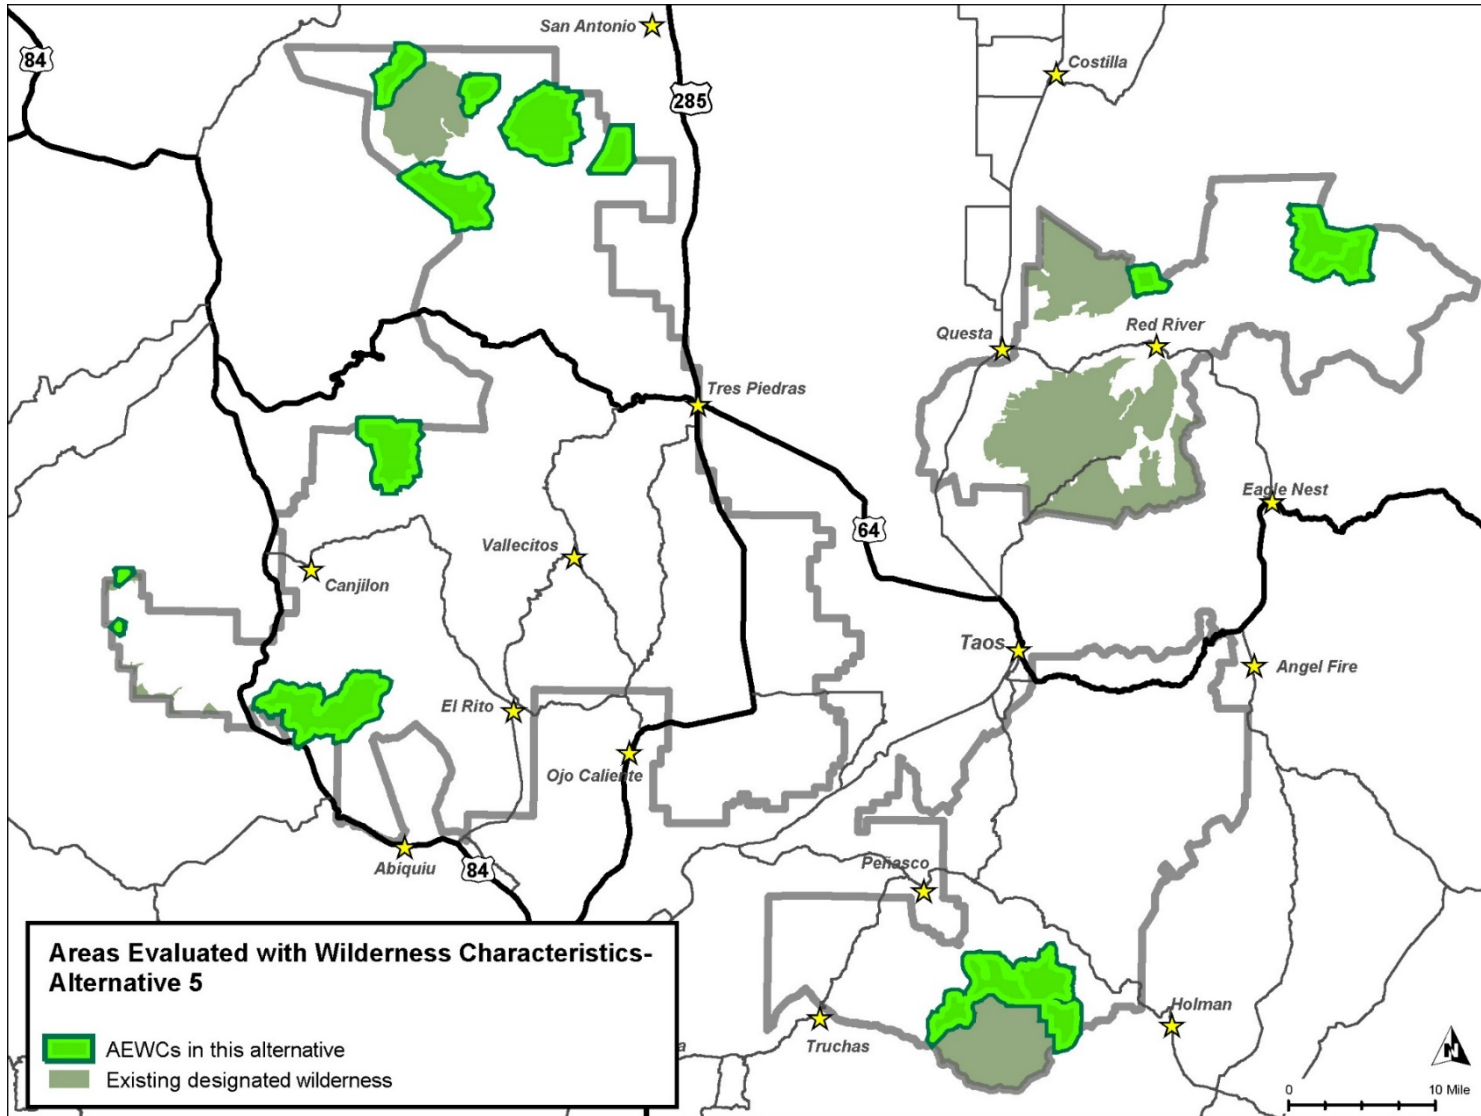 San Antonio
84
Costilla
285
Questa
Red River
Tres Piedras
Eagle Nest
64
Vallecitos
Canjilon
Taos
Angel Fire
El Rito
Ojo Caliente
Abiquiu
84
Peñasco
Areas Evaluated with Wilderness Characteristics-
Alternative 5
AEWCs in this alternative
Existing designated wilderness
a
Truchas
Holman
N
0
10 Mile